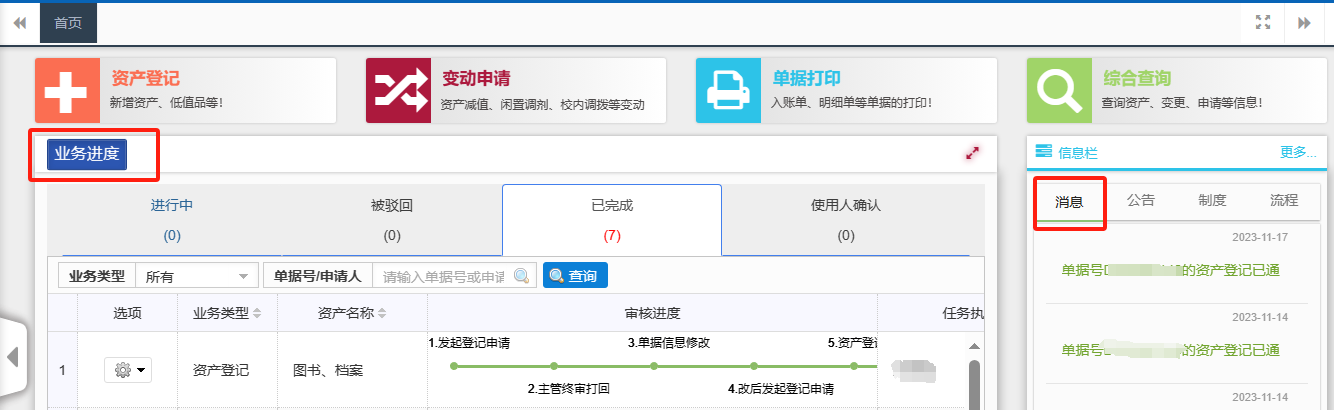 首页
资产登记
新增资产、低值品等!
变动申请
资产减值、闲置调剂、校内调拨等变动
单据打印
入账单、明细单等单据的打印!
综合查询
查询资产、变更、申请等信息!
业务进度
进行中
(0)
被驳回
(0)
已完成
(7)
使用人确认
(0)
业务类型
所有
单据号/申请人
请输入单据号或申请
查询
选项
业务类型
资产名称
审核进度
任务执
1
资产登记
图书、档案
1.发起登记申请
2.主管终审打回
3.单据信息修改
4.改后发起登记申请
5.资产登
信息栏
更多...
消息
公告
制度
流程
2023-11-17
单据号 的资产登记已通
2023-11-14
单据号 的资产登记已通
2023-11-14